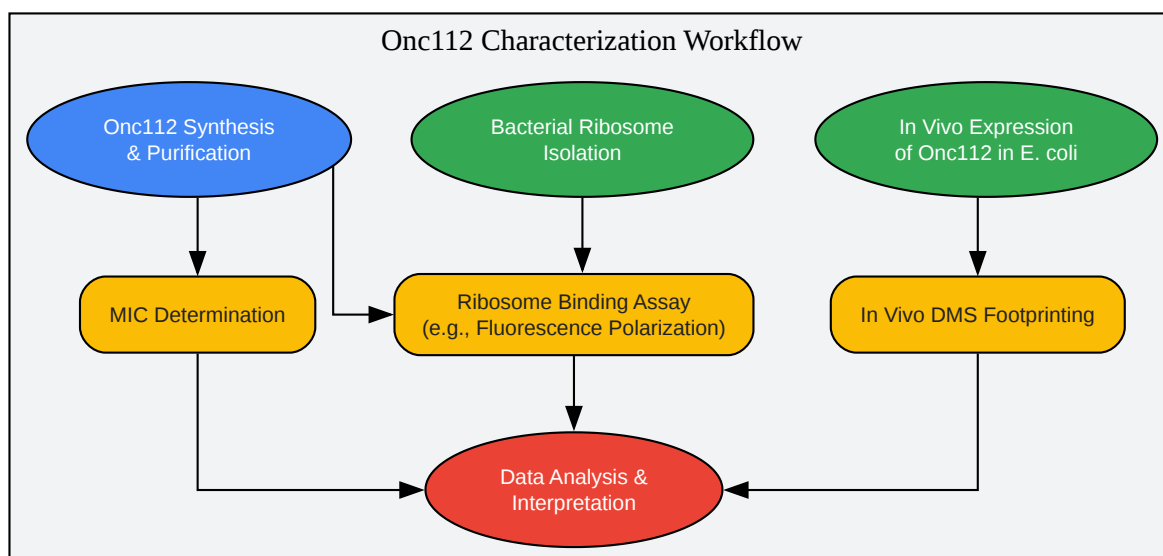 Onc112 Characterization Workflow
Onc112 Synthesis
& Purification
Bacterial Ribosome
Isolation
In Vivo Expression
of Onc112 in E. coli
MIC Determination
Ribosome Binding Assay
(e.g., Fluorescence Polarization)
In Vivo DMS Footprinting
Data Analysis &
Interpretation